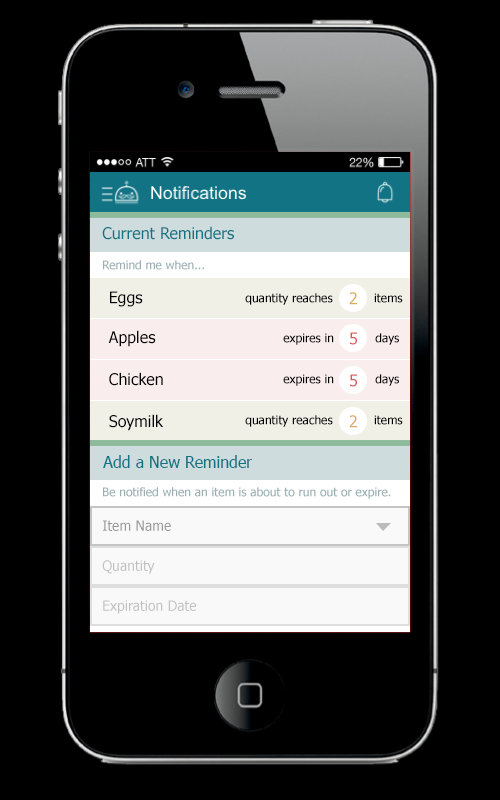 ATT 22%
Notifications
Current Reminders
Remind me when...
Eggs quantity reaches 2 items
Apples expires in 5 days
Chicken expires in 5 days
Soymilk quantity reaches 2 items
Add a New Reminder
Be notified when an item is about to run out or expire.
Item Name
Quantity
Expiration Date